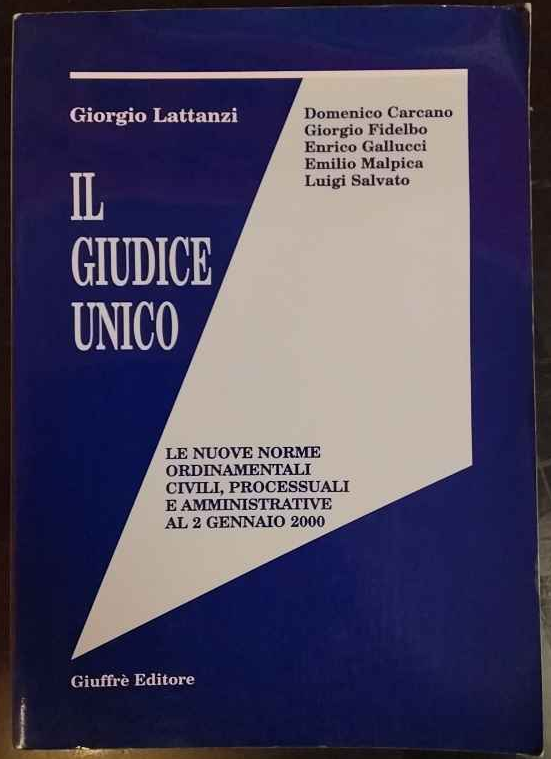 Giorgio Lattanzi
Domenico Carcano
Giorgio Fidelbo
Enrico Gallucci
Emilio Malpica
Luigi Salvato
IL
GIUDICE
UNICO
LE NUOVE NORME
ORDINAMENTALI
CIVILI, PROCESSUALI
E AMMINISTRATIVE
AL 2 GENNAIO 2000
Giuffrè Editore